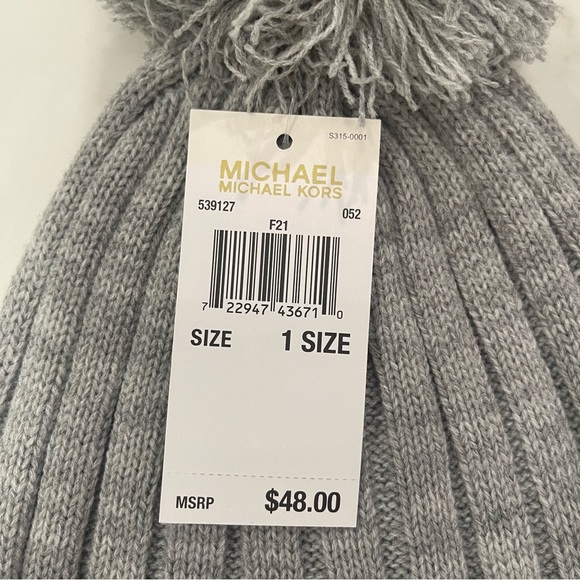 S315-0001
MICHAEL
MICHAEL KORS
539127 052
F21
7 22947 43671 0
SIZE 1 SIZE
MSRP $48.00